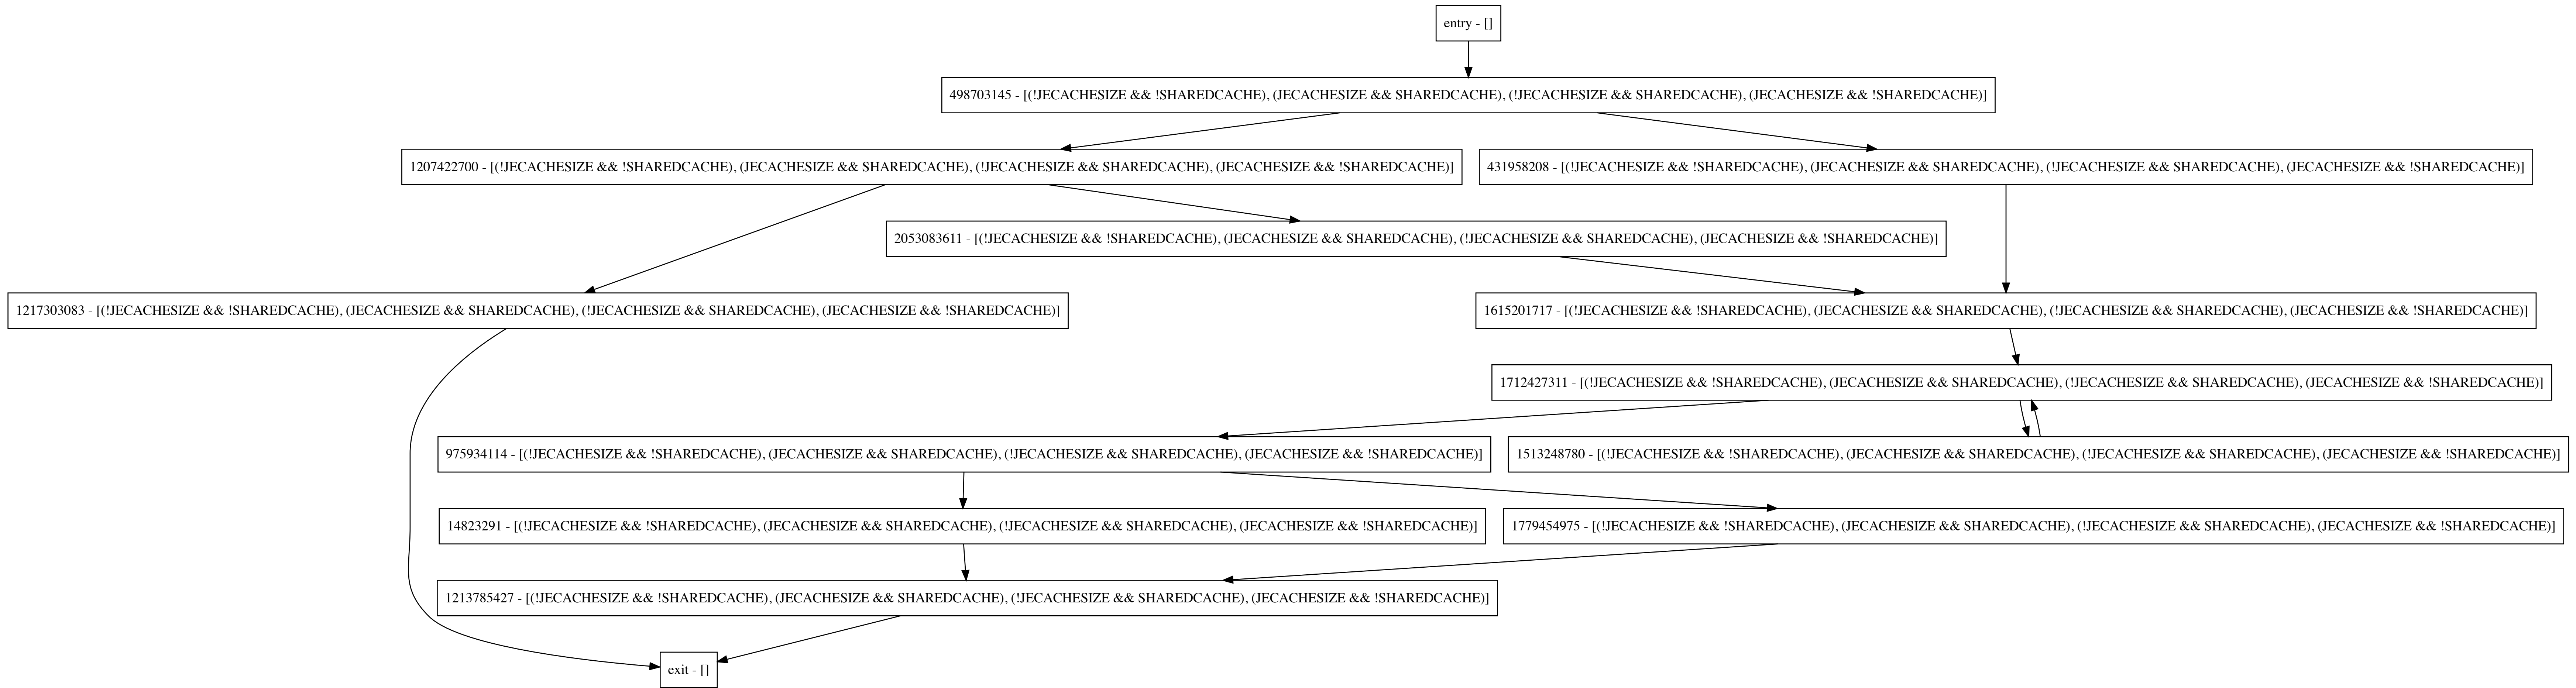 entry - []
498703145 - [(!JECACHESIZE && !SHAREDCACHE), (JECACHESIZE && SHAREDCACHE), (!JECACHESIZE && SHAREDCACHE), (JECACHESIZE && !SHAREDCACHE)]
1207422700 - [(!JECACHESIZE && !SHAREDCACHE), (JECACHESIZE && SHAREDCACHE), (!JECACHESIZE && SHAREDCACHE), (JECACHESIZE && !SHAREDCACHE)]
431958208 - [(!JECACHESIZE && !SHAREDCACHE), (JECACHESIZE && SHAREDCACHE), (!JECACHESIZE && SHAREDCACHE), (JECACHESIZE && !SHAREDCACHE)]
2053083611 - [(!JECACHESIZE && !SHAREDCACHE), (JECACHESIZE && SHAREDCACHE), (!JECACHESIZE && SHAREDCACHE), (JECACHESIZE && !SHAREDCACHE)]
1217303083 - [(!JECACHESIZE && !SHAREDCACHE), (JECACHESIZE && SHAREDCACHE), (!JECACHESIZE && SHAREDCACHE), (JECACHESIZE && !SHAREDCACHE)]
1615201717 - [(!JECACHESIZE && !SHAREDCACHE), (JECACHESIZE && SHAREDCACHE), (!JECACHESIZE && SHAREDCACHE), (JECACHESIZE && !SHAREDCACHE)]
1712427311 - [(!JECACHESIZE && !SHAREDCACHE), (JECACHESIZE && SHAREDCACHE), (!JECACHESIZE && SHAREDCACHE), (JECACHESIZE && !SHAREDCACHE)]
975934114 - [(!JECACHESIZE && !SHAREDCACHE), (JECACHESIZE && SHAREDCACHE), (!JECACHESIZE && SHAREDCACHE), (JECACHESIZE && !SHAREDCACHE)]
1513248780 - [(!JECACHESIZE && !SHAREDCACHE), (JECACHESIZE && SHAREDCACHE), (!JECACHESIZE && SHAREDCACHE), (JECACHESIZE && !SHAREDCACHE)]
14823291 - [(!JECACHESIZE && !SHAREDCACHE), (JECACHESIZE && SHAREDCACHE), (!JECACHESIZE && SHAREDCACHE), (JECACHESIZE && !SHAREDCACHE)]
1779454975 - [(!JECACHESIZE && !SHAREDCACHE), (JECACHESIZE && SHAREDCACHE), (!JECACHESIZE && SHAREDCACHE), (JECACHESIZE && !SHAREDCACHE)]
1213785427 - [(!JECACHESIZE && !SHAREDCACHE), (JECACHESIZE && SHAREDCACHE), (!JECACHESIZE && SHAREDCACHE), (JECACHESIZE && !SHAREDCACHE)]
exit - []